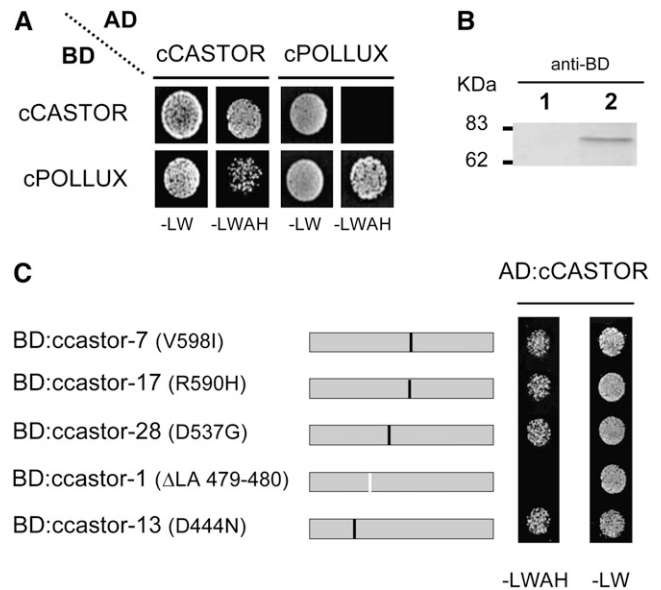 A
AD
BD
cCASTOR cPOLLUX
cCASTOR
cPOLLUX
-LW -LWAH -LW -LWAH
B
anti-BD
KDa
1 2
83
62
C
AD:cCASTOR
BD:ccastor-7 (V598I)
BD:ccastor-17 (R590H)
BD:ccastor-28 (D537G)
BD:ccastor-1 (ΔLA 479-480)
BD:ccastor-13 (D444N)
-LWAH -LW